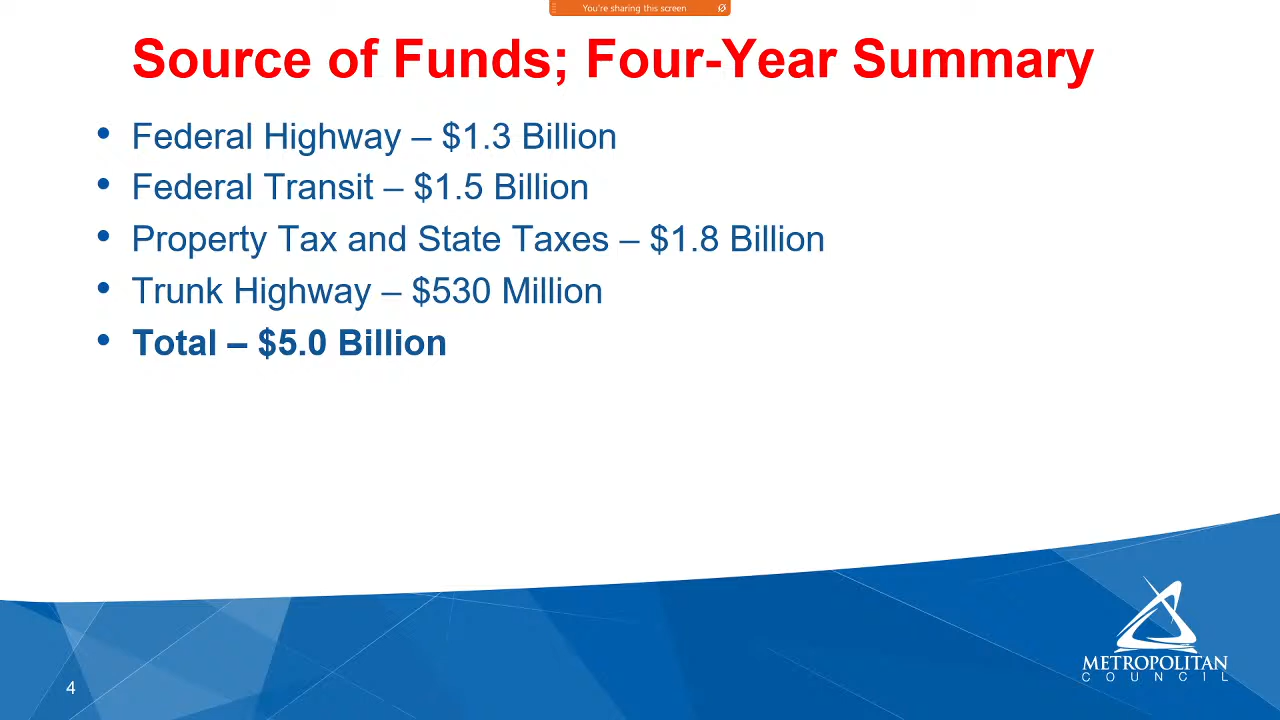 You're sharing this screen
Source of Funds; Four-Year Summary
• Federal Highway – $1.3 Billion
• Federal Transit – $1.5 Billion
• Property Tax and State Taxes – $1.8 Billion
• Trunk Highway – $530 Million
• Total – $5.0 Billion
METROPOLITAN
COUNCIL
4